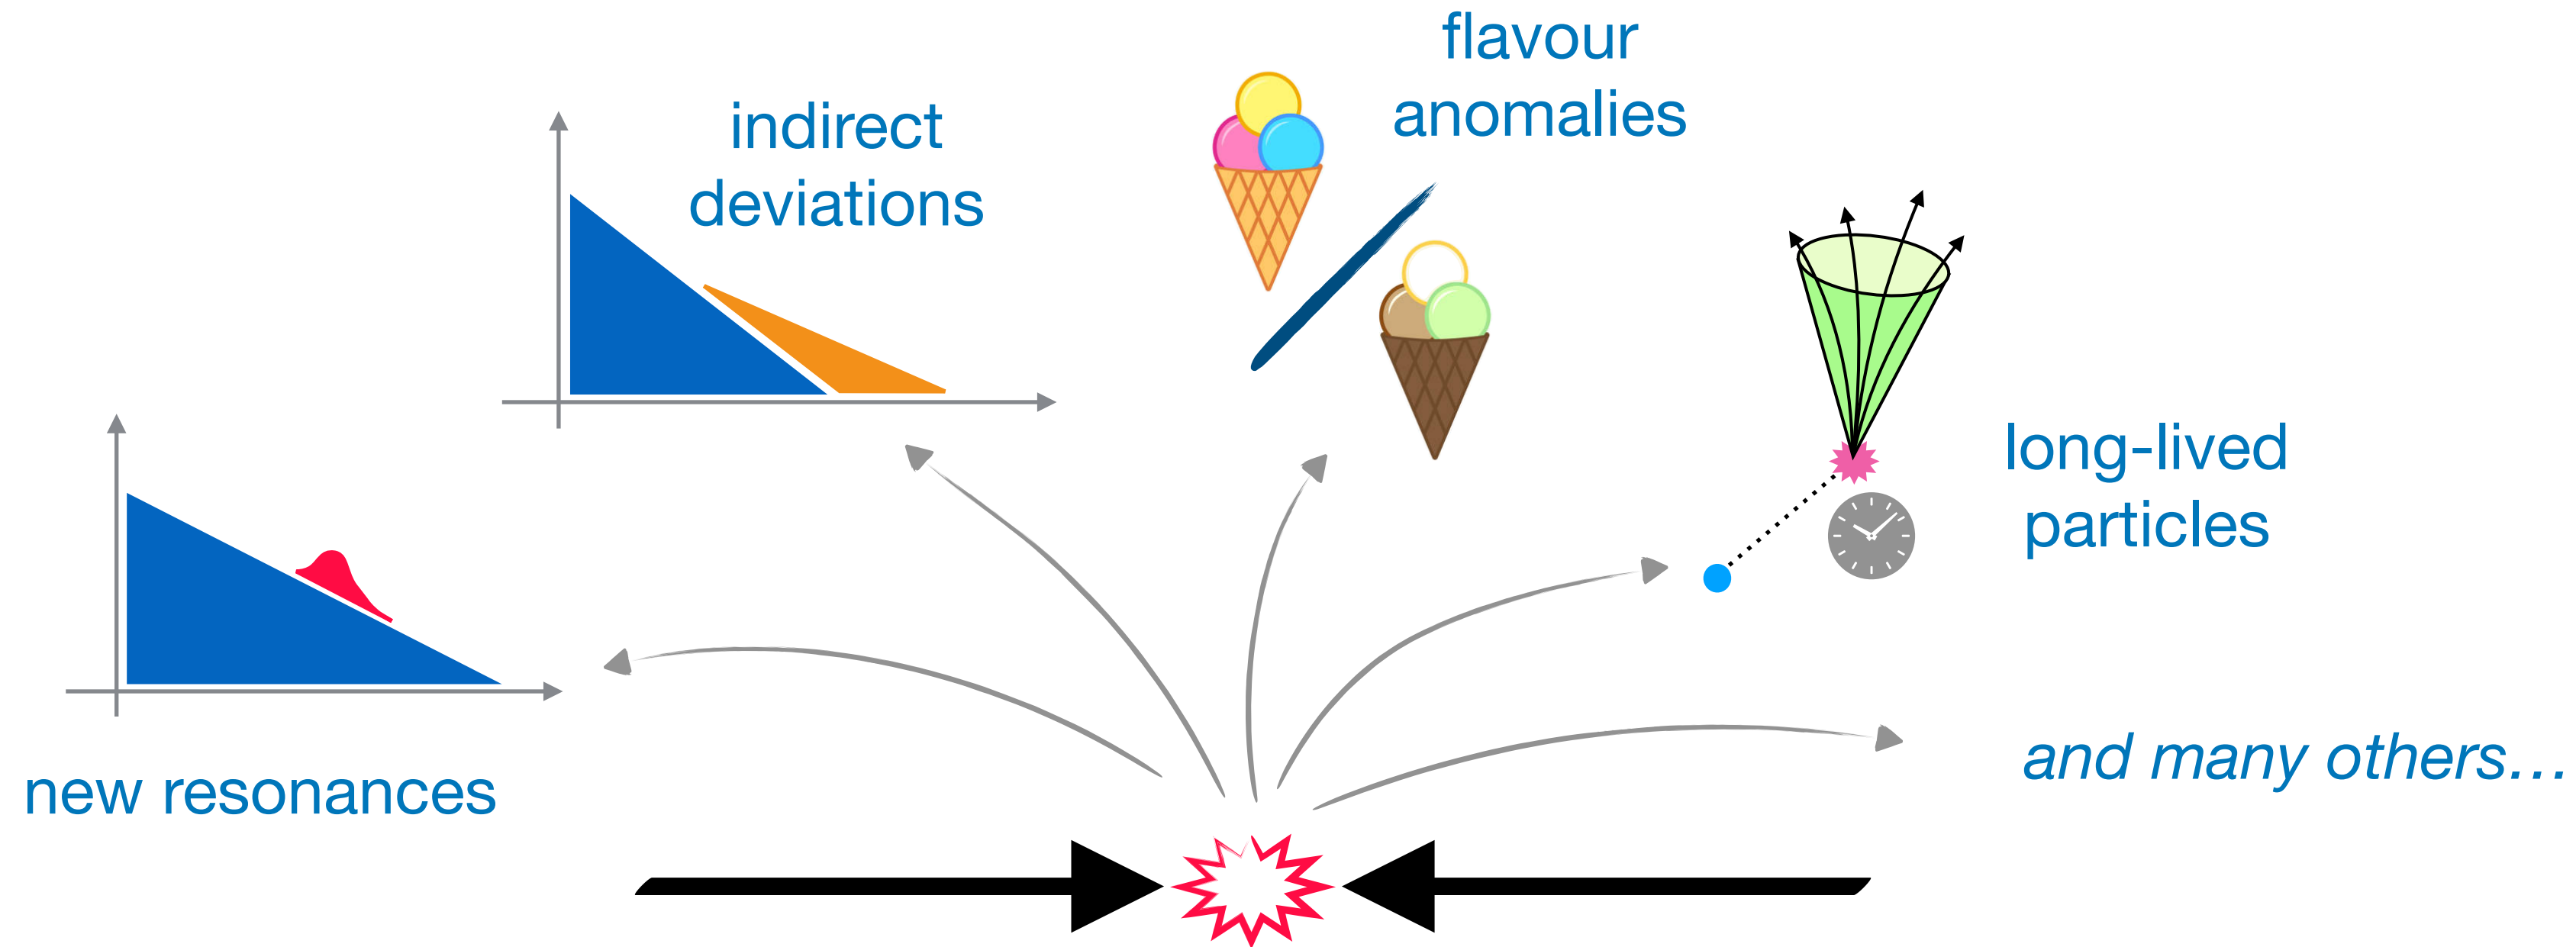 flavour
anomalies
indirect
deviations
long-lived
particles
new resonances
and many others…